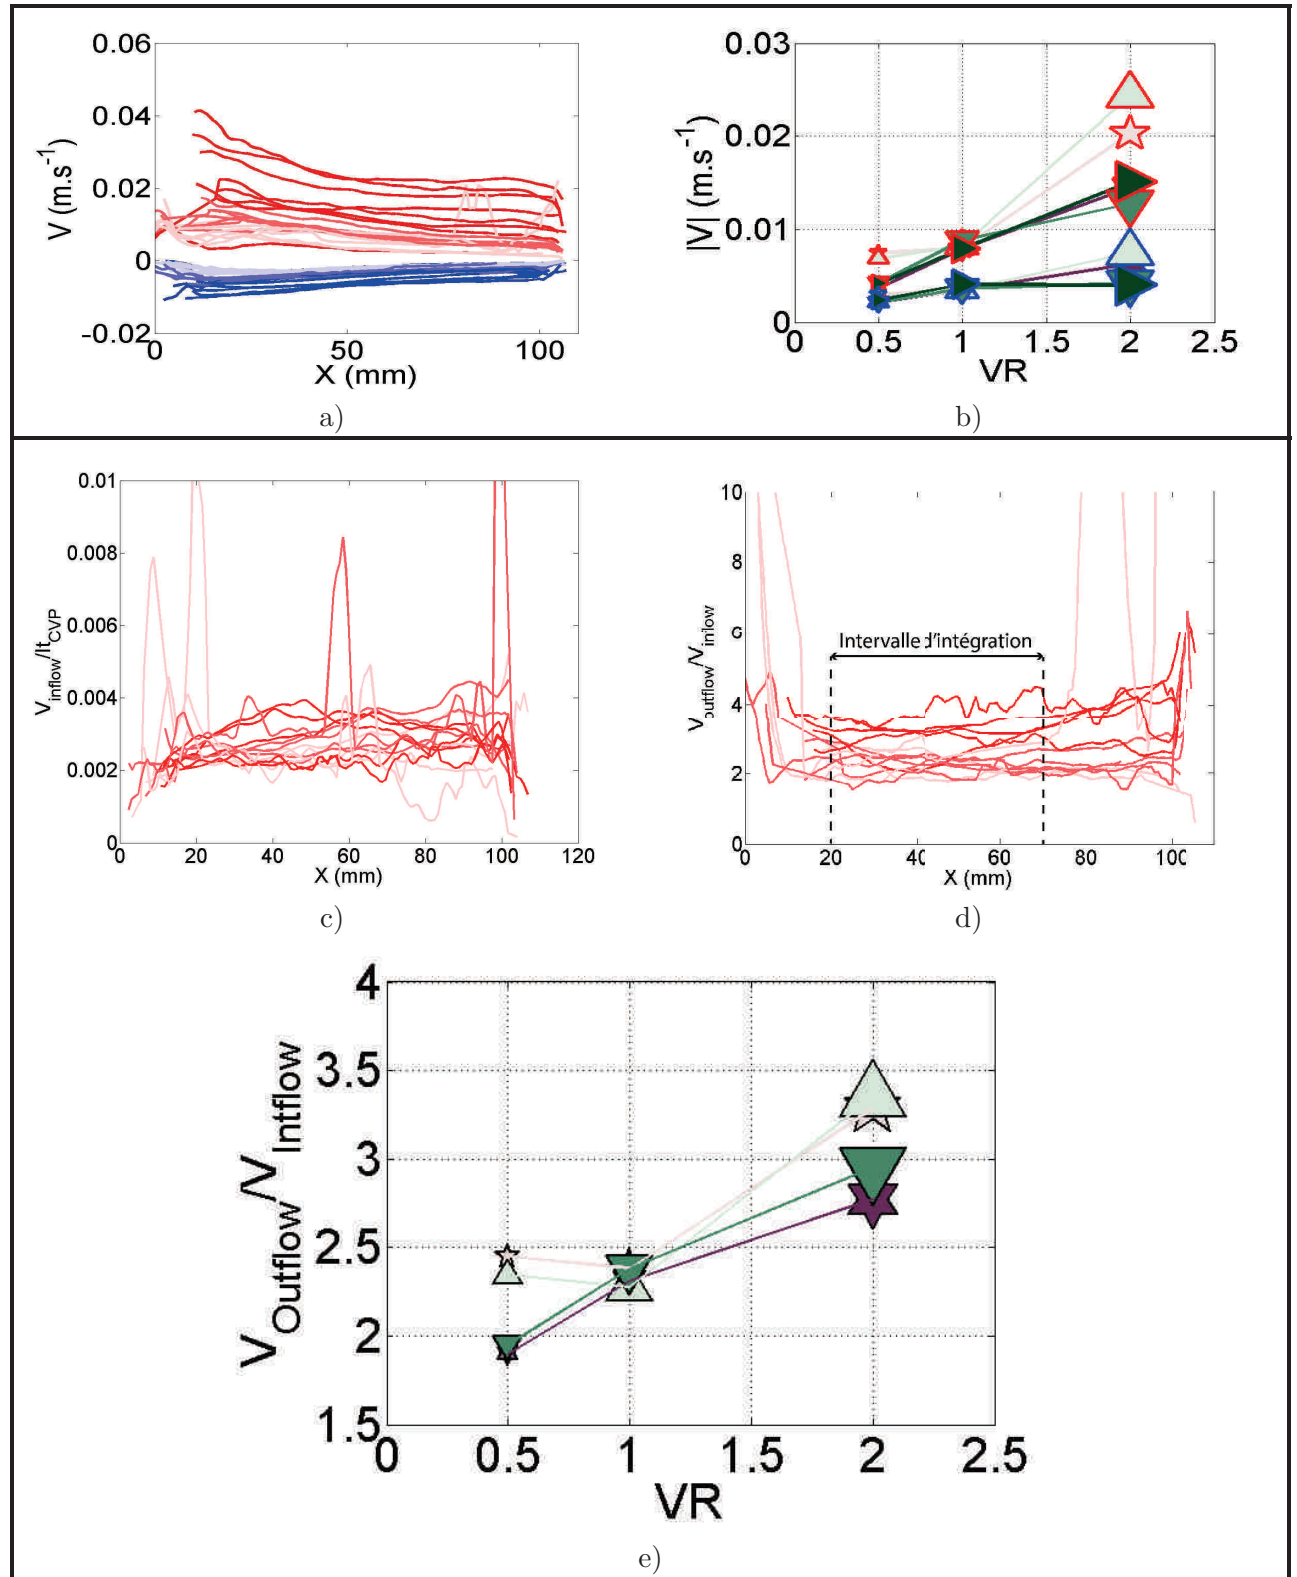 0.06
0.04
0.02
0
-0.02
V (m.s-1)
0 50 100
X (mm)
a)
0.03
0.02
0.01
0
|V| (m.s-1)
0 0.5 1 1.5 2 2.5
VR
b)
0.01
0.008
0.006
0.004
0.002
0
Vinflow/ItCVP
0 20 40 60 80 100 120
X (mm)
c)
10
8
6
4
2
0
Voutflow/Vinflow
Intervalle d'intégration
0 20 40 60 80 100
X (mm)
d)
4
3.5
3
2.5
2
1.5
VOutflow/VIntflow
0 0.5 1 1.5 2 2.5
VR
e)